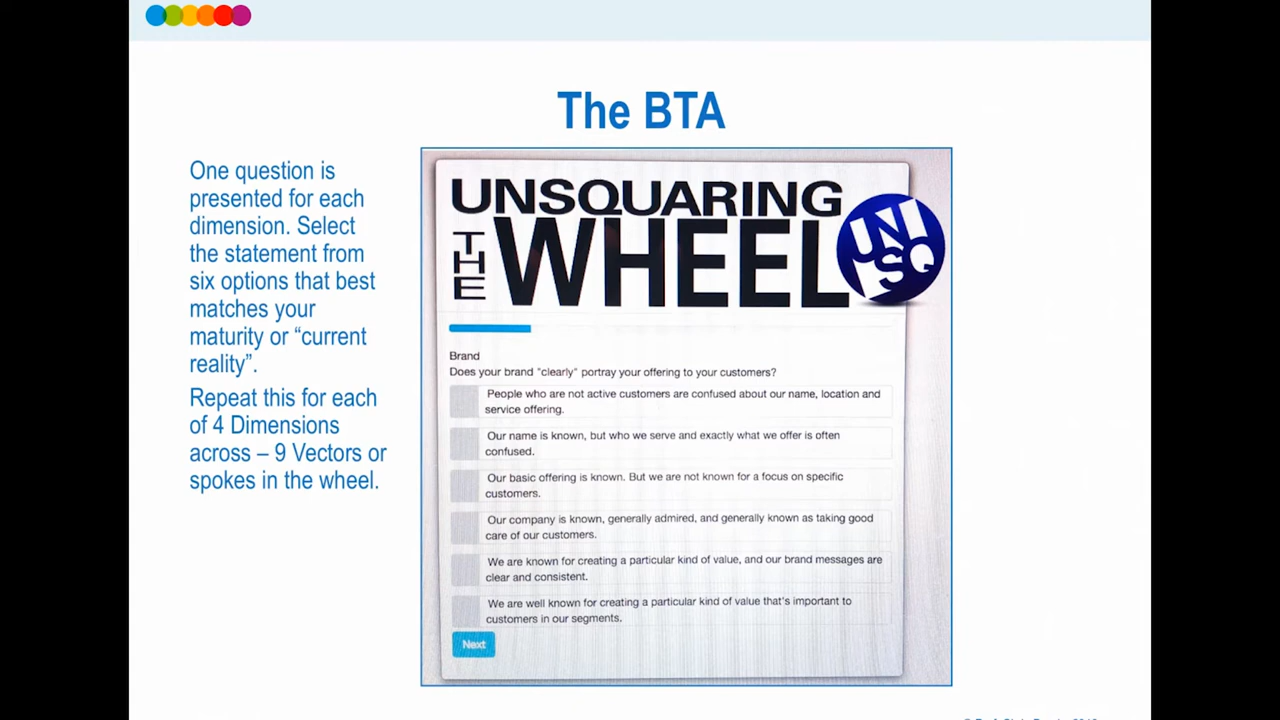 The BTA
One question is
presented for each
dimension. Select
the statement from
six options that best
matches your
maturity or “current
reality”.
Repeat this for each
of 4 Dimensions
across – 9 Vectors or
spokes in the wheel.
UNSQUARING
THE WHEEL
UNI
SQ
Brand
Does your brand "clearly" portray your offering to your customers?
People who are not active customers are confused about our name, location and
service offering.
Our name is known, but who we serve and exactly what we offer is often
confused.
Our basic offering is known. But we are not known for a focus on specific
customers.
Our company is known, generally admired, and generally known as taking good
care of our customers.
We are known for creating a particular kind of value, and our brand messages are
clear and consistent.
We are well known for creating a particular kind of value that's important to
customers in our segments.
Next